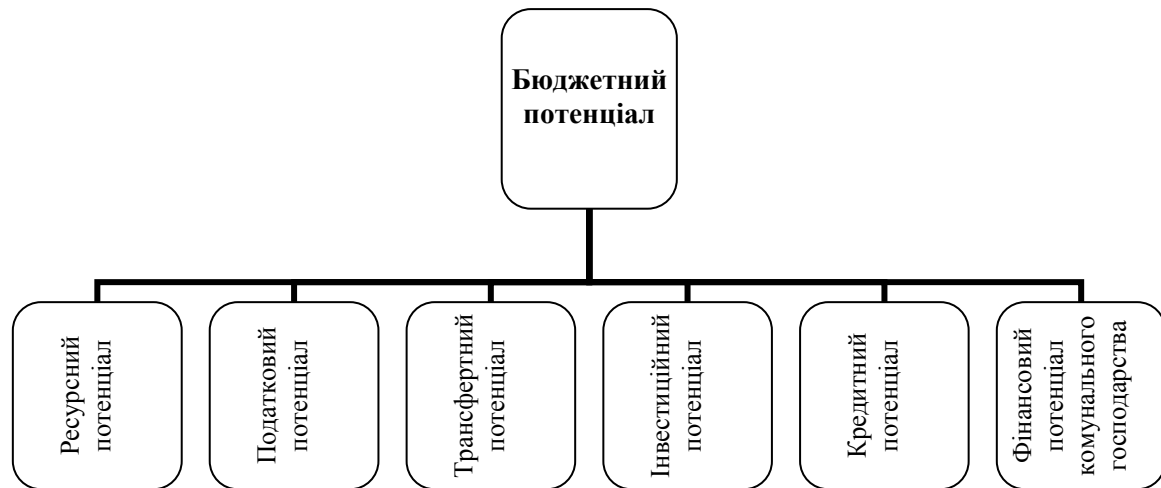 Бюджетний
потенціал
Ресурсний
потенціал
Податковий
потенціал
Трансфертний
потенціал
Інвестиційний
потенціал
Кредитний
потенціал
Фінансовий
потенціал
комунального
господарства